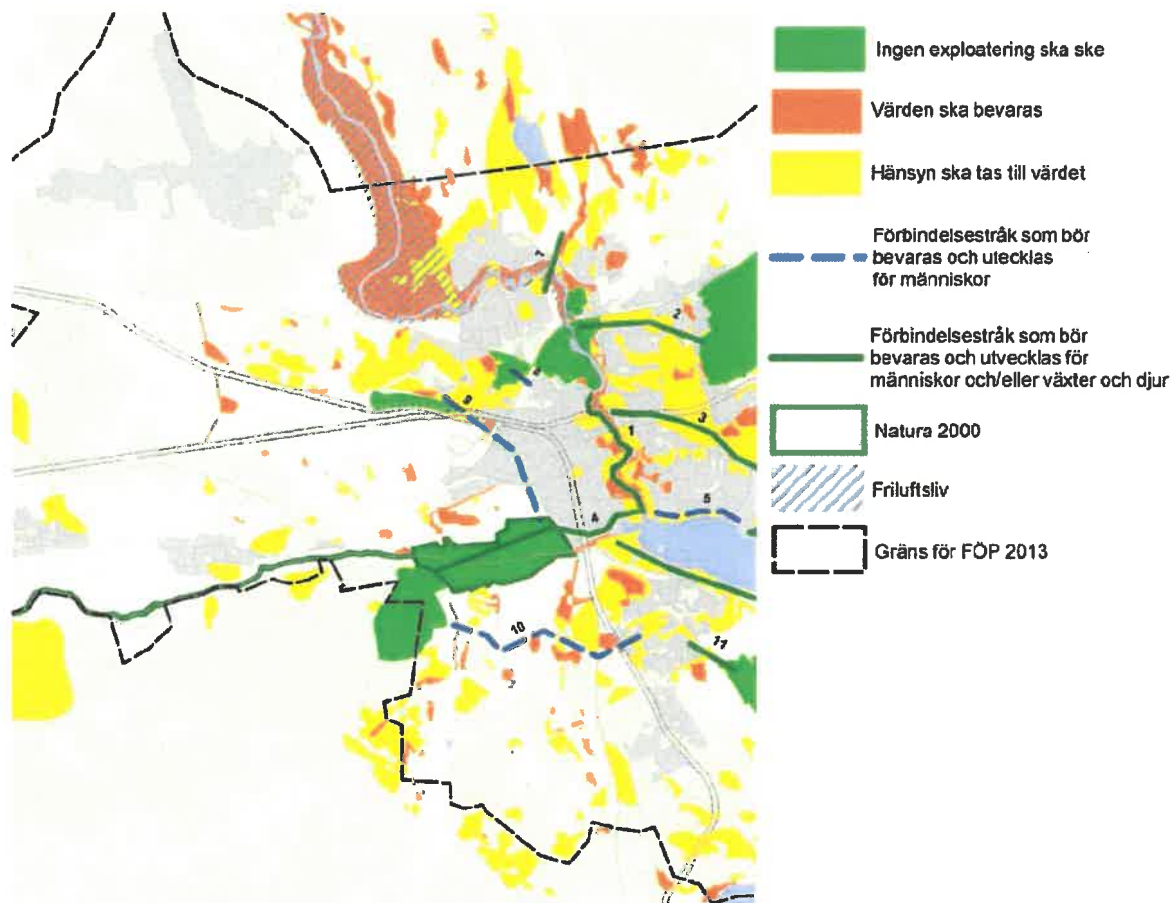 Ingen exploatering ska ske
Värden ska bevaras
Hänsyn ska tas till värdet
Förbindelsestråk som bör
bevaras och utecklas
för människor
Förbindelsestråk som bör
bevaras och utvecklas för
människor och/eller växter och djur
Natura 2000
Friluftsliv
Gräns för FÖP 2013
2
9
3
1
5
4
10
11